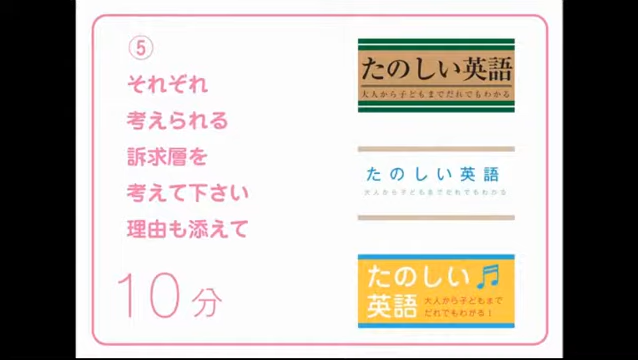 ⑤
それぞれ
考えられる
訴求層を
考えて下さい
理由も添えて
10分
たのしい英語
大人から子どもまでだれでもわかる
たのしい英語
大人から子どもまでだれでもわかる
たのしい
英語
大人から子どもまで
だれでもわかる!